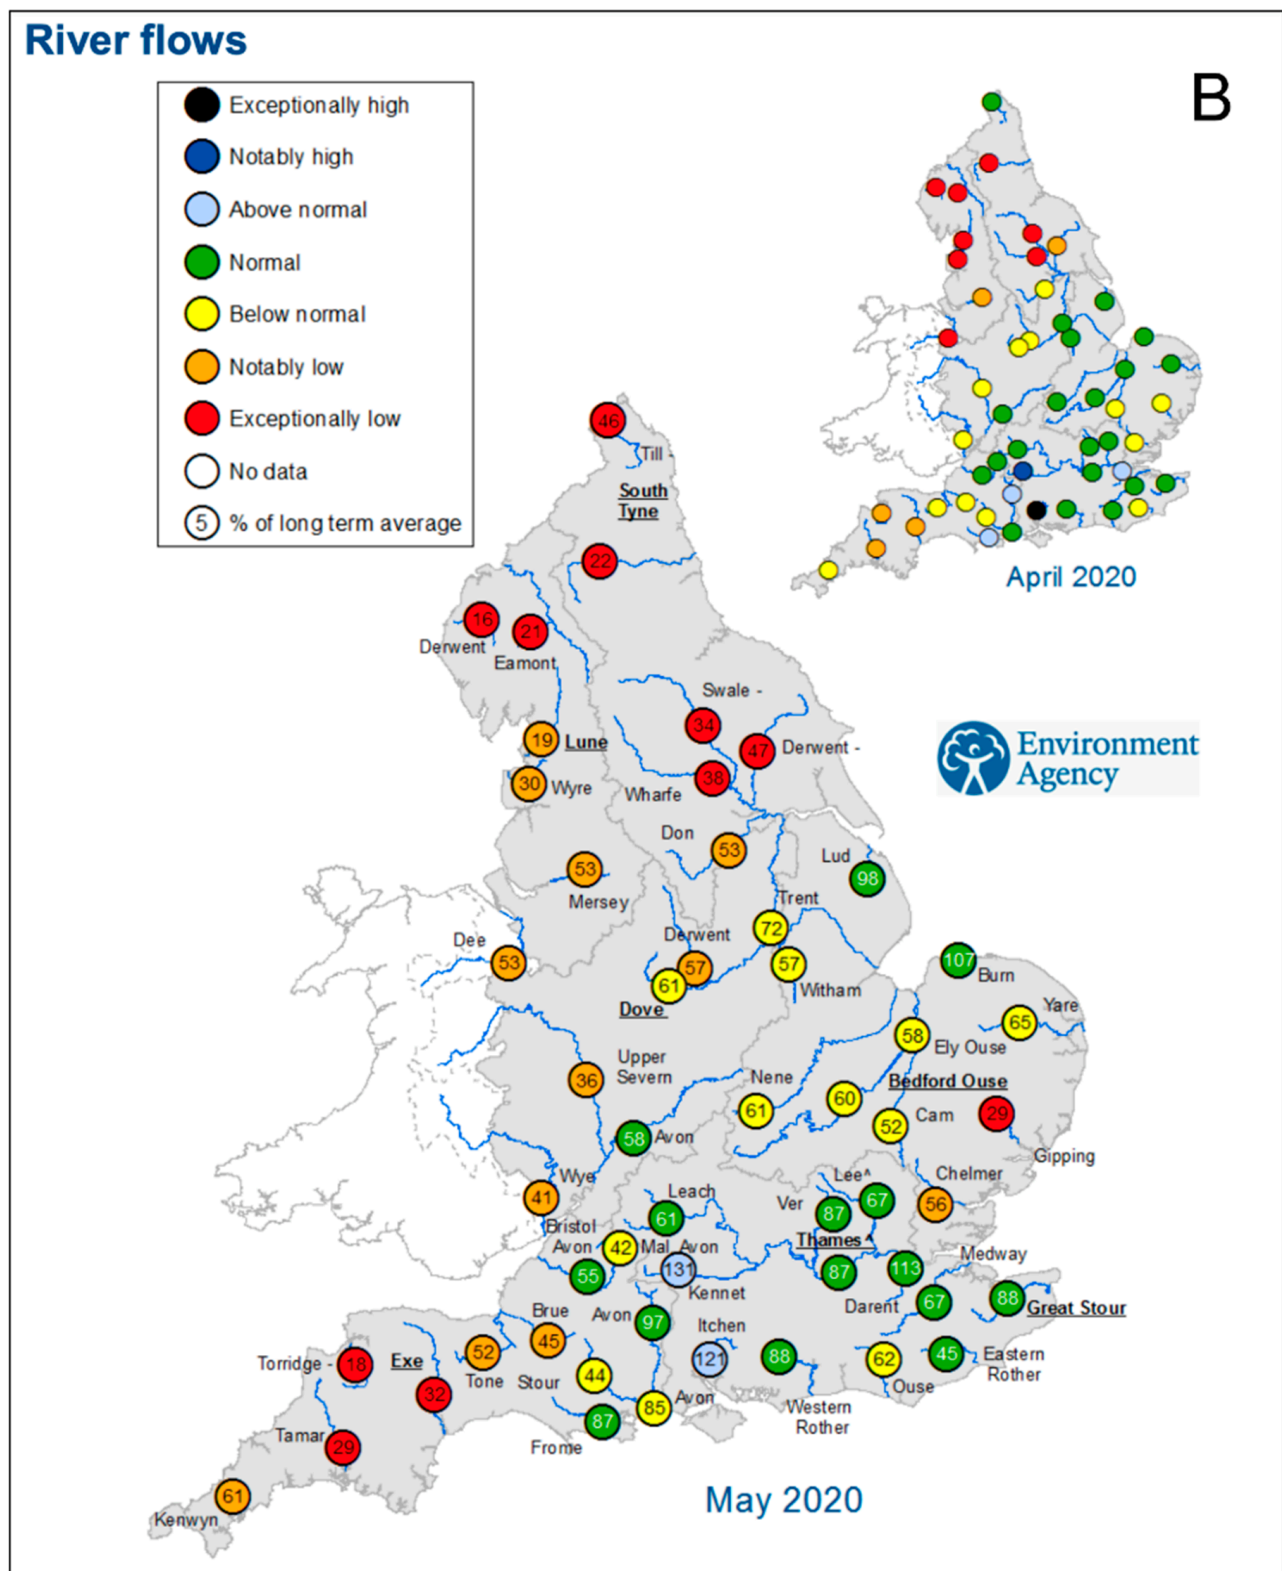 River flows
B
Exceptionally high
Notably high
Above normal
Normal
Below normal
Notably low
Exceptionally low
No data
5 % of long term average
April 2020
Environment
Agency
46
Till -
South
Tyne
22
16
Derwent
21
Eamont
Swale -
34
47
Derwent -
19
Lune
30
Wyre
38
Wharfe
Don
53
53
Mersey
Lud
98
Trent
72
Derwent
57
61
Dove
57
Witham
Dee
53
107
Burn
Yare
65
58
Ely Ouse
Upper
Severn
36
Nene
61
Bedford Ouse
60
52
Cam
29
Gipping
58
Avon
Wye
41
Leach
61
Lee^
Ver
87
67
Chelmer
56
Thames^
87
Bristol
Avon
42
Mal Avon
55
131
Kennet
113
Darent
Medway
67
88
Great Stour
Brue
45
Avon
97
Itchen
121
88
Western
Rother
62
Ouse
45
Eastern
Rother
Torridge -
18
Exe
32
52
Tone
Stour
44
85
Avon
87
Frome
Tamar
29
61
Kenwyn
May 2020